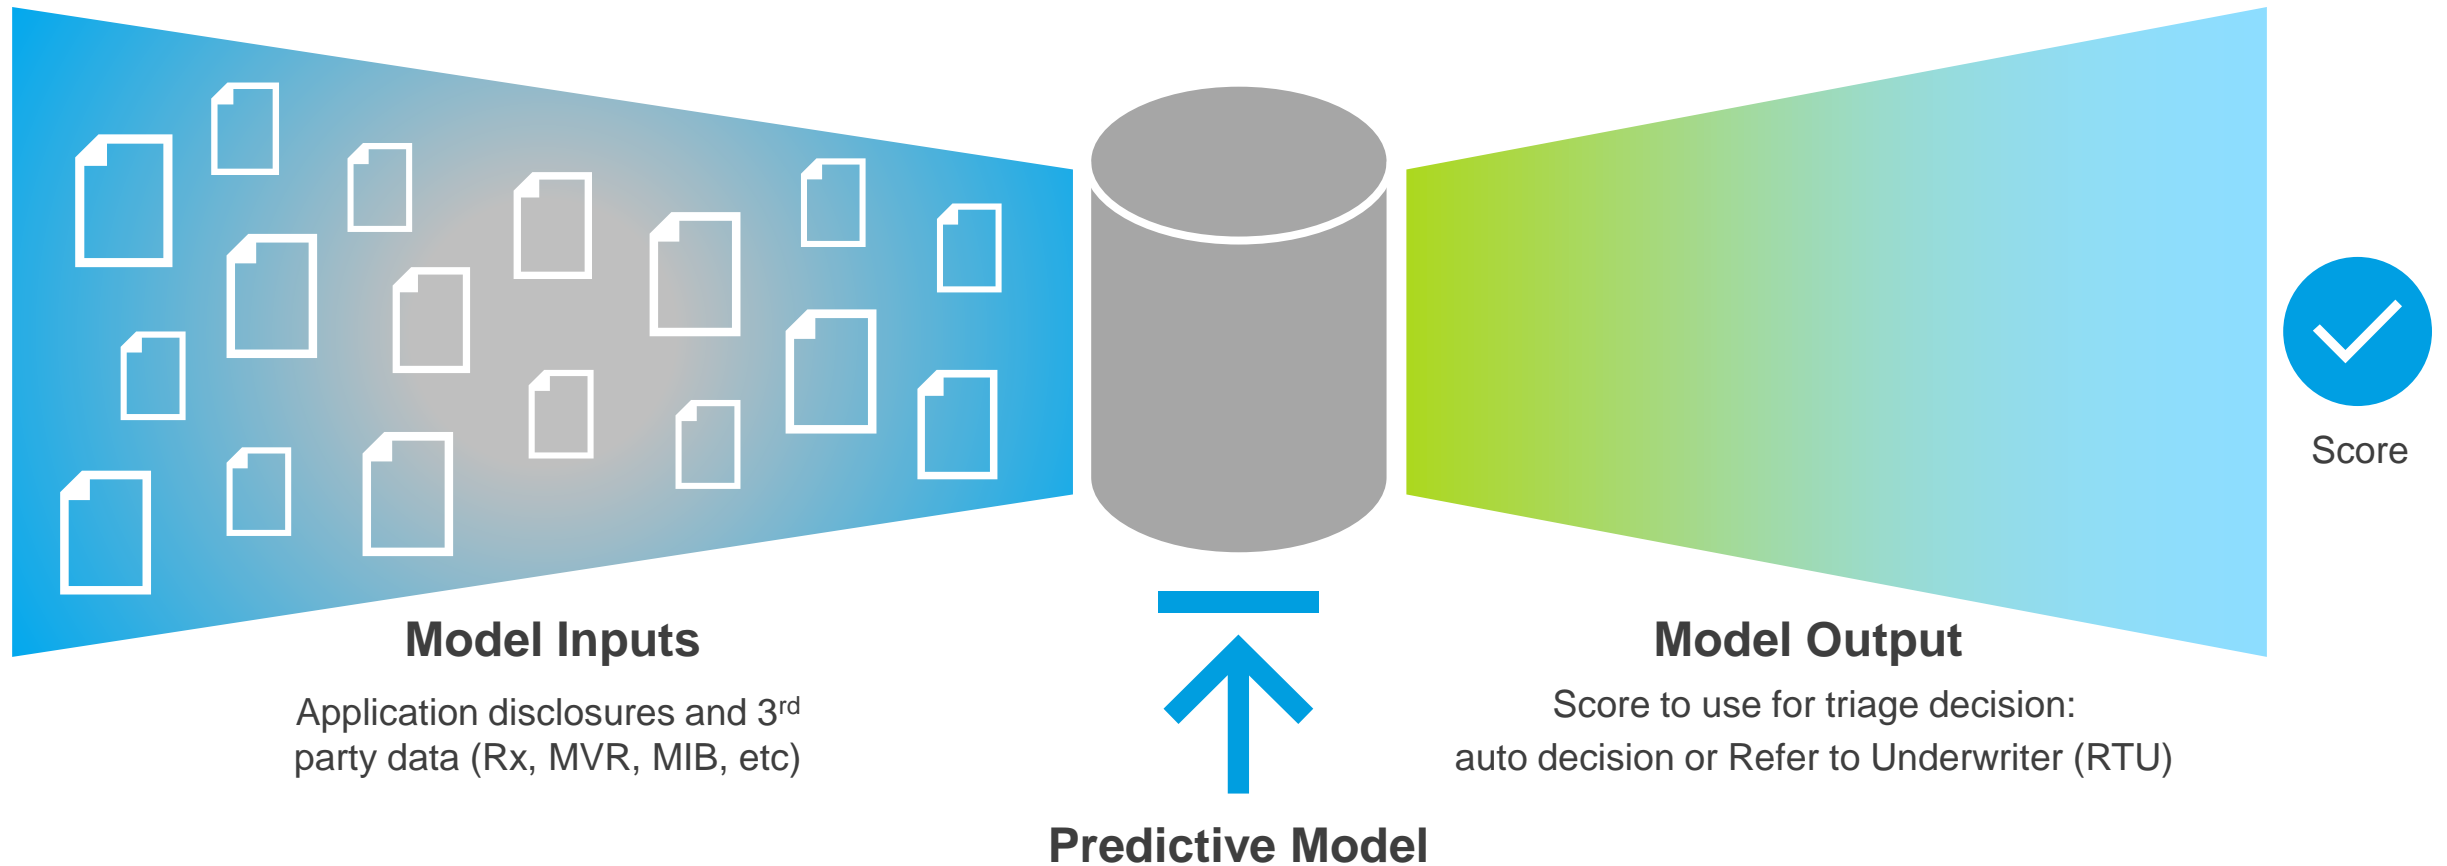 Score
Model Inputs
Application disclosures and 3rd
party data (Rx, MVR, MIB, etc)
Model Output
Score to use for triage decision:
auto decision or Refer to Underwriter (RTU)
Predictive Model